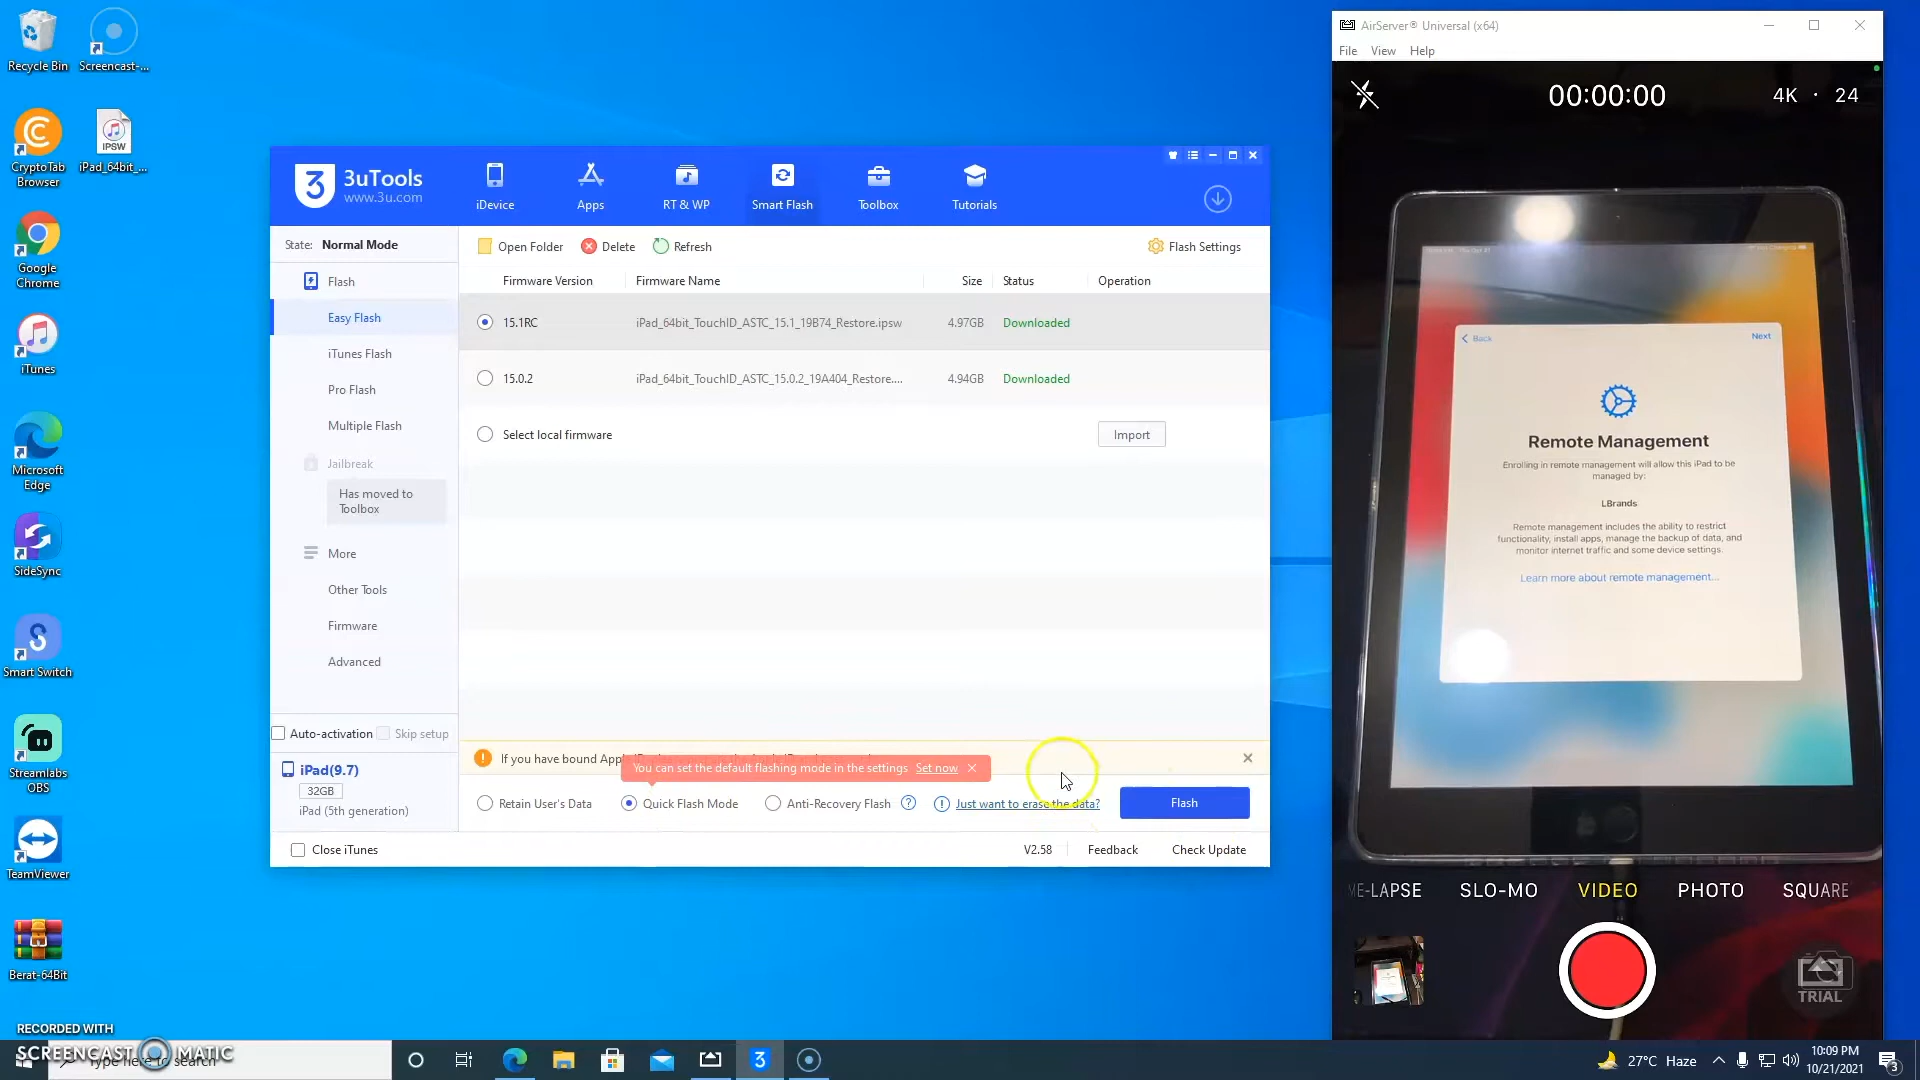 Recycle Bin
Screencast-...
CryptoTab
Browser
IPSW
iPad_64bit_...
Google
Chrome
iTunes
Microsoft
Edge
SideSync
Smart Switch
Streamlabs
OBS
TeamViewer
Berat-64Bit
RECORDED WITH
SCREENCAST MATIC
Type here to search
3uTools
www.3u.com
iDevice
Apps
RT & WP
Smart Flash
Toolbox
Tutorials
State: Normal Mode
Flash
Easy Flash
iTunes Flash
Pro Flash
Multiple Flash
Jailbreak
Has moved to
Toolbox
More
Other Tools
Firmware
Advanced
Auto-activation
Skip setup
iPad(9.7)
32GB
iPad (5th generation)
Open Folder
Delete
Refresh
Flash Settings
Firmware Version
Firmware Name
Size
Status
Operation
15.1RC
iPad_64bit_TouchID_ASTC_15.1_19B74_Restore.ipsw
4.97GB
Downloaded
15.0.2
iPad_64bit_TouchID_ASTC_15.0.2_19A404_Restore....
4.94GB
Downloaded
Select local firmware
Import
If you have bound
You can set the default flashing mode in the settings Set now
Retain User's Data
Quick Flash Mode
Anti-Recovery Flash
Just want to erase the data?
Flash
Close iTunes
V2.58
Feedback
Check Update
AirServer® Universal (x64)
File View Help
00:00:00
4K · 24
Back
Next
Remote Management
Enrolling in remote management will allow this iPad to be
managed by:
LBrands
Remote management includes the ability to restrict
functionality, install apps, manage the backup of data, and
monitor internet traffic and some device settings.
Learn more about remote management...
ME-LAPSE
SLO-MO
VIDEO
PHOTO
SQUARE
TRIAL
27°C Haze
10:09 PM
10/21/2021
3